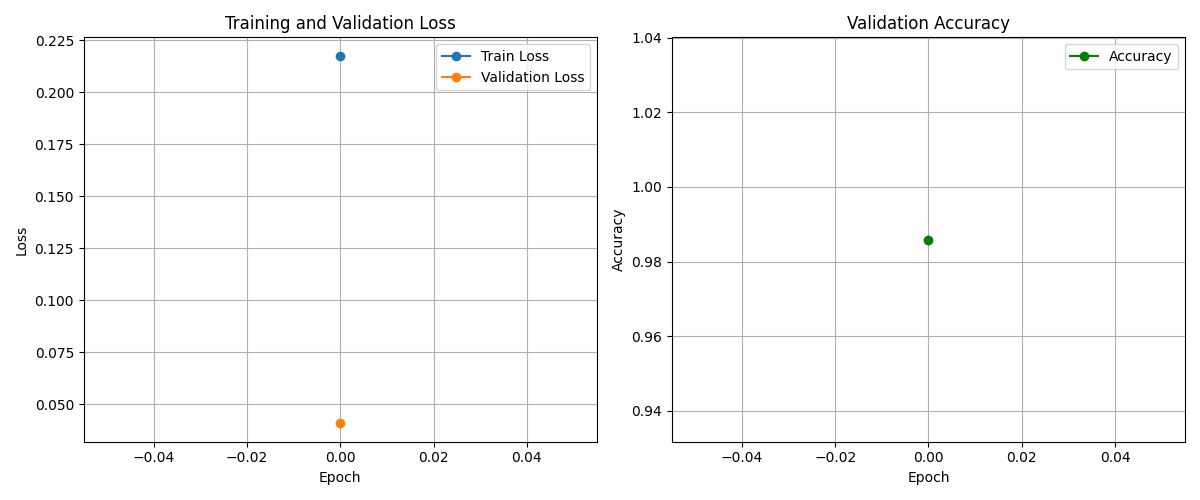 Training and Validation Loss
0.225
0.200
0.175
0.150
0.125
0.100
0.075
0.050
Loss
Train Loss
Validation Loss
−0.04 −0.02 0.00 0.02 0.04
Epoch
Validation Accuracy
1.04
1.02
1.00
0.98
0.96
0.94
Accuracy
Accuracy
−0.04 −0.02 0.00 0.02 0.04
Epoch